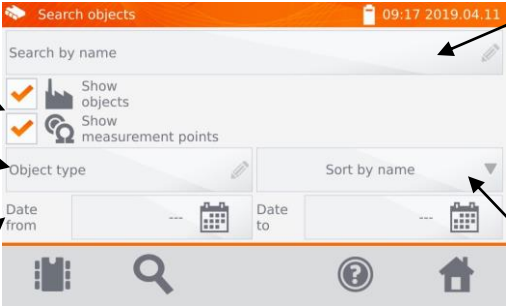 Search objects
09:17 2019.04.11
Search by name
Show
objects
Show
measurement points
Object type
Sort by name
Date
from
---
Date
to
---